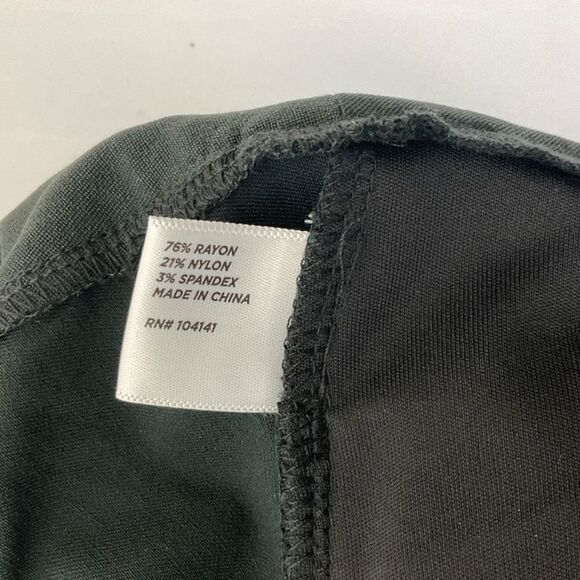 76% RAYON
21% NYLON
3% SPANDEX
MADE IN CHINA
RN# 104141